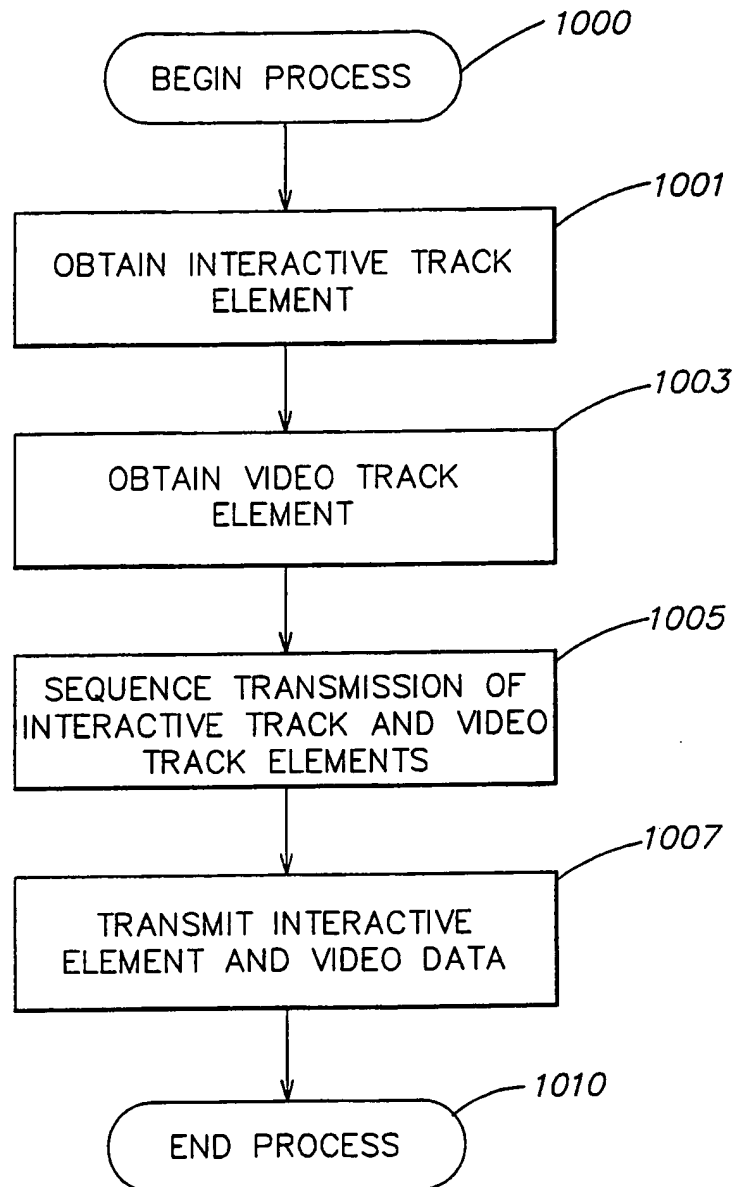 1000
BEGIN PROCESS
1001
OBTAIN INTERACTIVE TRACK
ELEMENT
1003
OBTAIN VIDEO TRACK
ELEMENT
1005
SEQUENCE TRANSMISSION OF
INTERACTIVE TRACK AND VIDEO
TRACK ELEMENTS
1007
TRANSMIT INTERACTIVE
ELEMENT AND VIDEO DATA
1010
END PROCESS